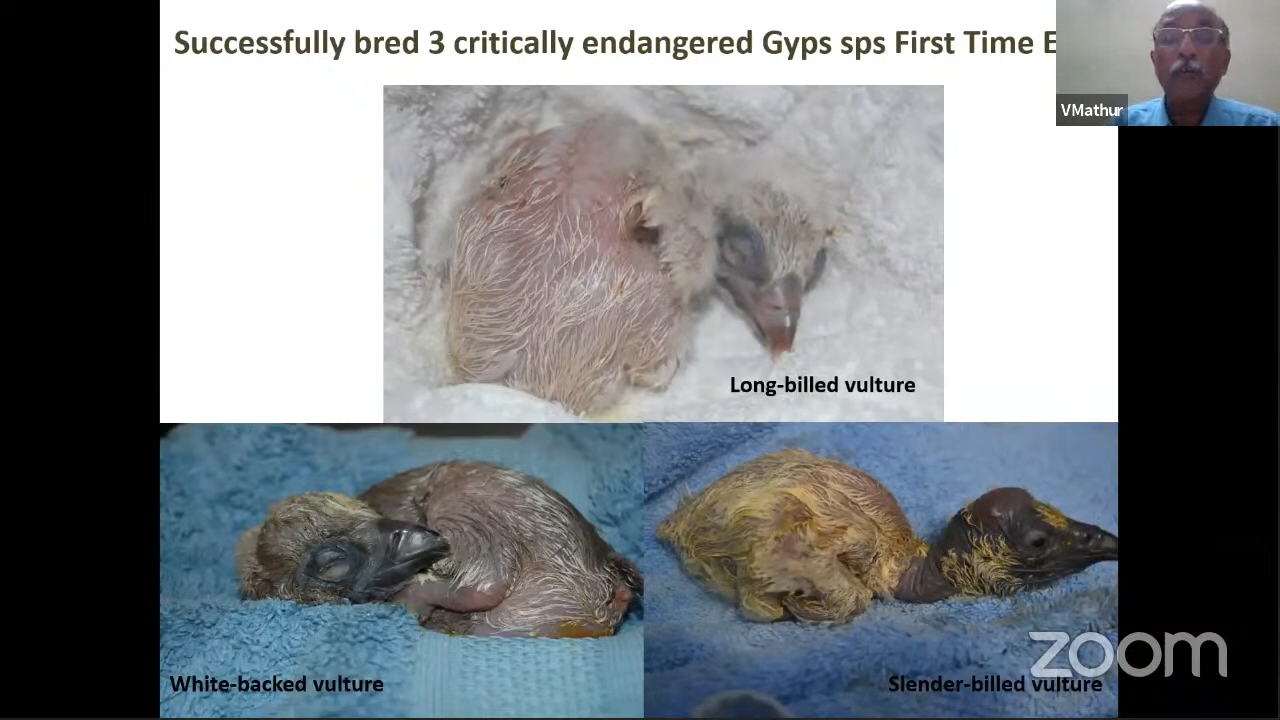 Successfully bred 3 critically endangered Gyps sps First Time
VMathur
Long-billed vulture
White-backed vulture
Slender-billed vulture
zoom